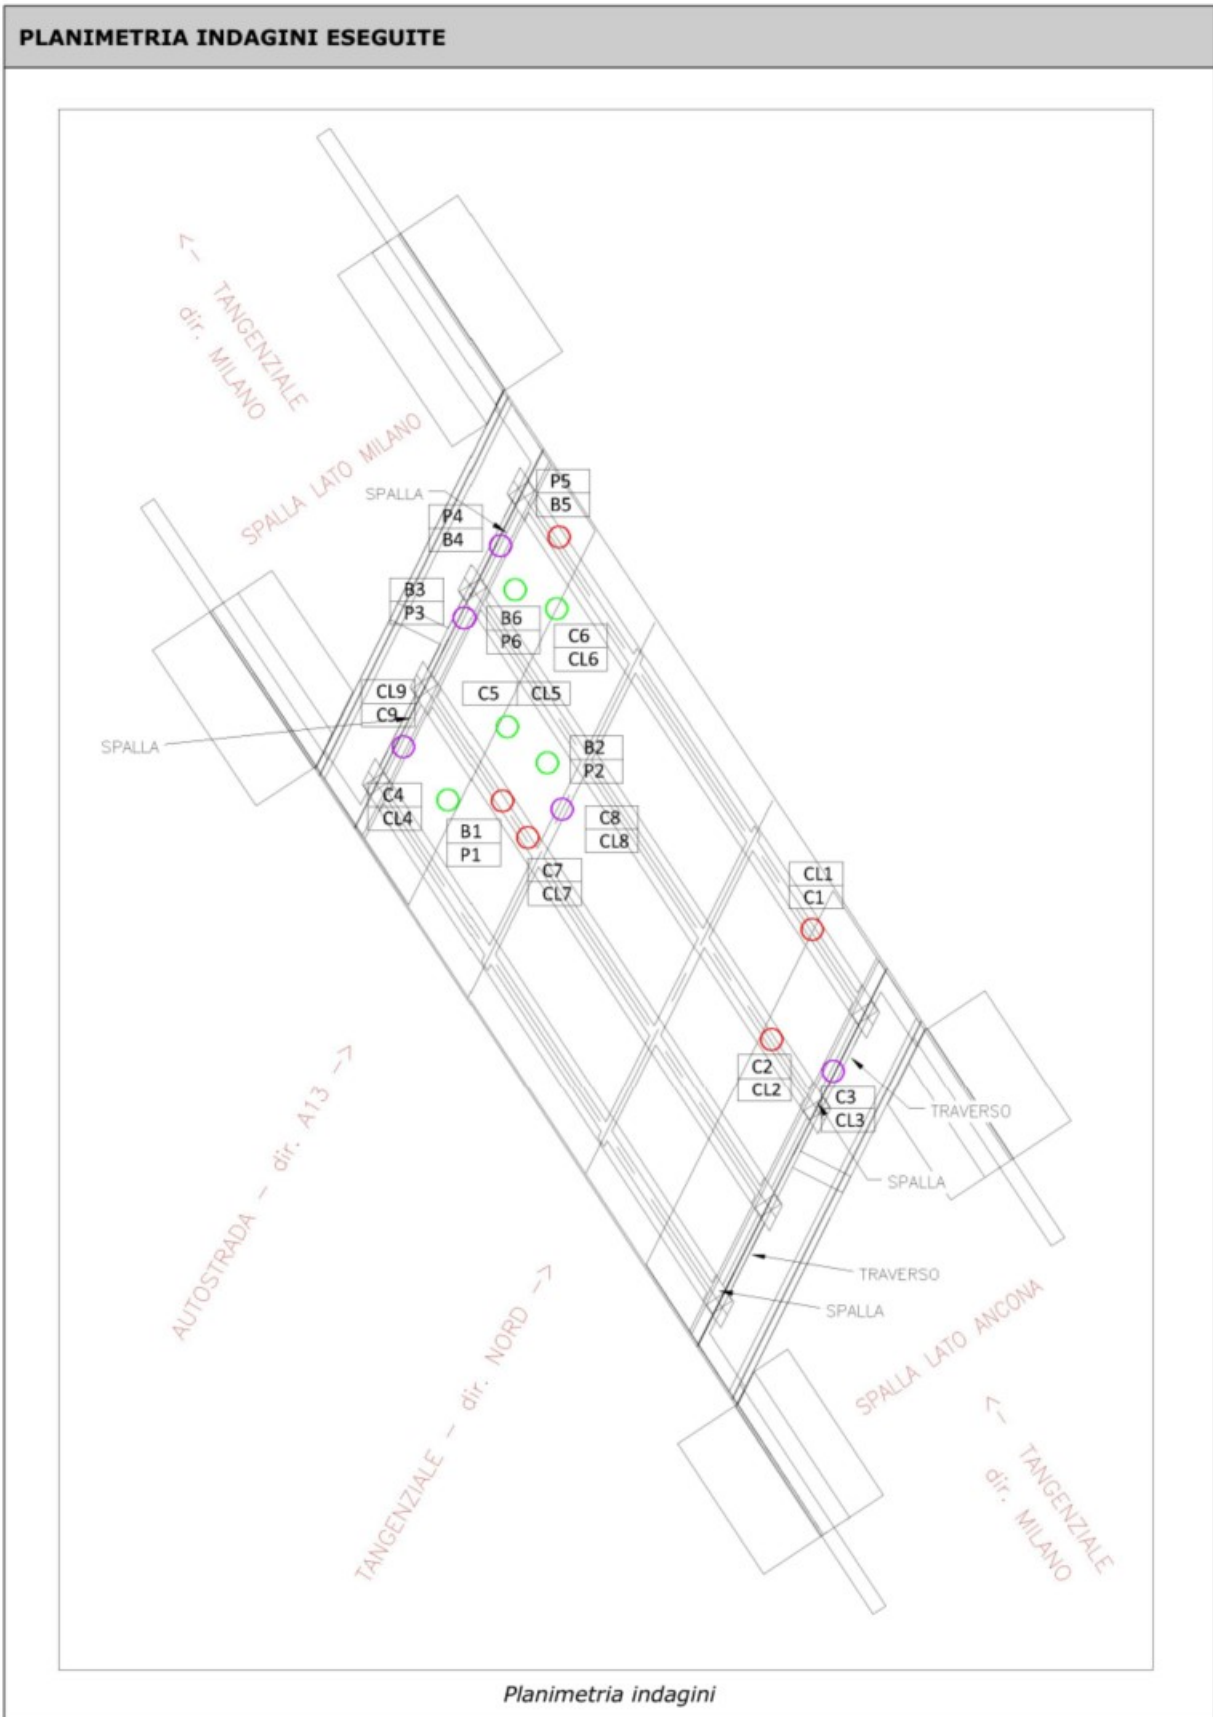 PLANIMETRIA INDAGINI ESEGUITE
<- TANGENZIALE
dir. MILANO
SPALLA LATO MILANO
SPALLA
P5
B5
P4
B4
B3
P3
B6
P6
C6
CL6
CL9
C9
C5 CL5
SPALLA
B2
P2
C4
CL4
B1
P1
C8
CL8
C7
CL7
CL1
C1
C2
CL2
C3
CL3
TRAVERSO
SPALLA
TRAVERSO
SPALLA
AUTOSTRADA - dir. A13 ->
TANGENZIALE - dir. NORD ->
SPALLA LATO ANCONA
<- TANGENZIALE
dir. MILANO
Planimetria indagini